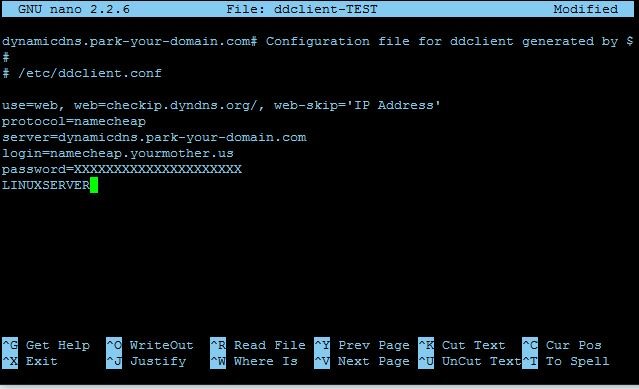 GNU nano 2.2.6 File: ddclient-TEST Modified
dynamicdns.park-your-domain.com# Configuration file for ddclient generated by $
#
# /etc/ddclient.conf
use=web, web=checkip.dyndns.org/, web-skip='IP Address'
protocol=namecheap
server=dynamicdns.park-your-domain.com
login=namecheap.yourmother.us
password=XXXXXXXXXXXXXXXXXXXXX
LINUXSERVER
^G Get Help ^O WriteOut ^R Read File ^Y Prev Page ^K Cut Text ^C Cur Pos
^X Exit ^J Justify ^W Where Is ^V Next Page ^U UnCut Text ^T To Spell